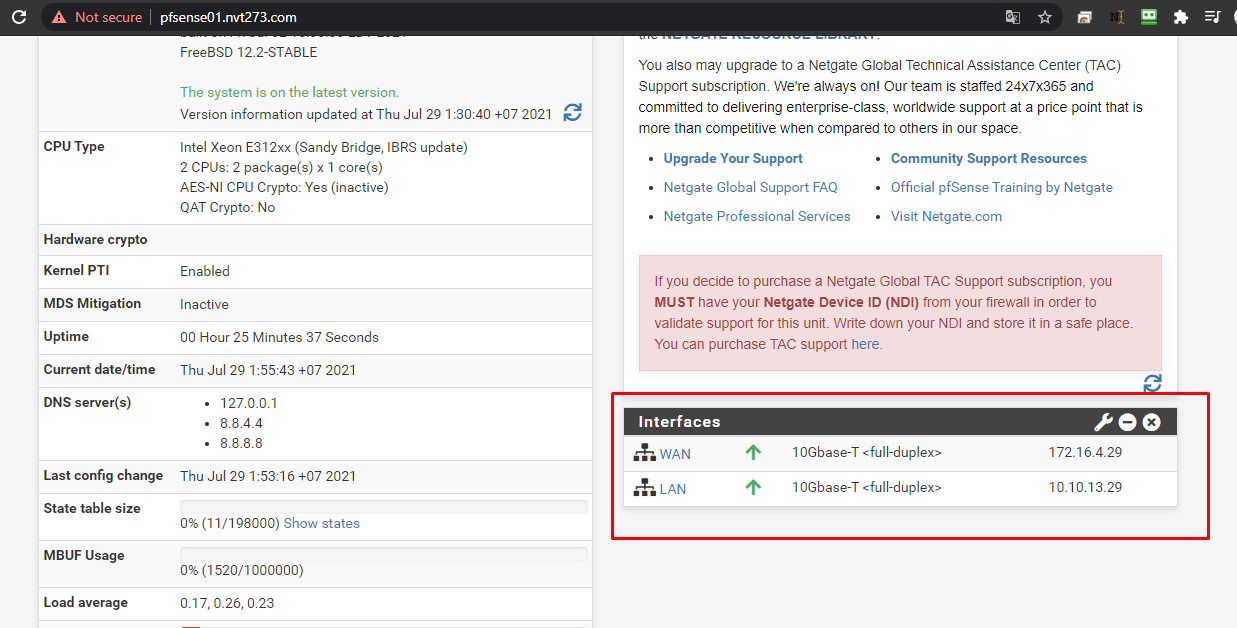 Not secure pfsense01.nvt273.com
FreeBSD 12.2-STABLE
The system is on the latest version.
Version information updated at Thu Jul 29 1:30:40 +07 2021
CPU Type
Intel Xeon E312xx (Sandy Bridge, IBRS update)
2 CPUs: 2 package(s) x 1 core(s)
AES-NI CPU Crypto: Yes (inactive)
QAT Crypto: No
Hardware crypto
Kernel PTI Enabled
MDS Mitigation Inactive
Uptime 00 Hour 25 Minutes 37 Seconds
Current date/time Thu Jul 29 1:55:43 +07 2021
DNS server(s)
127.0.0.1
8.8.4.4
8.8.8.8
Last config change Thu Jul 29 1:53:16 +07 2021
State table size
0% (11/198000) Show states
MBUF Usage
0% (1520/1000000)
Load average 0.17, 0.26, 0.23
the NETGATE RESOURCE LIBRARY.
You also may upgrade to a Netgate Global Technical Assistance Center (TAC)
Support subscription. We're always on! Our team is staffed 24x7x365 and
committed to delivering enterprise-class, worldwide support at a price point that is
more than competitive when compared to others in our space.
Upgrade Your Support
Community Support Resources
Netgate Global Support FAQ
Official pfSense Training by Netgate
Netgate Professional Services
Visit Netgate.com
If you decide to purchase a Netgate Global TAC Support subscription, you
MUST have your Netgate Device ID (NDI) from your firewall in order to
validate support for this unit. Write down your NDI and store it in a safe place.
You can purchase TAC support here.
Interfaces
WAN 10Gbase-T <full-duplex> 172.16.4.29
LAN 10Gbase-T <full-duplex> 10.10.13.29